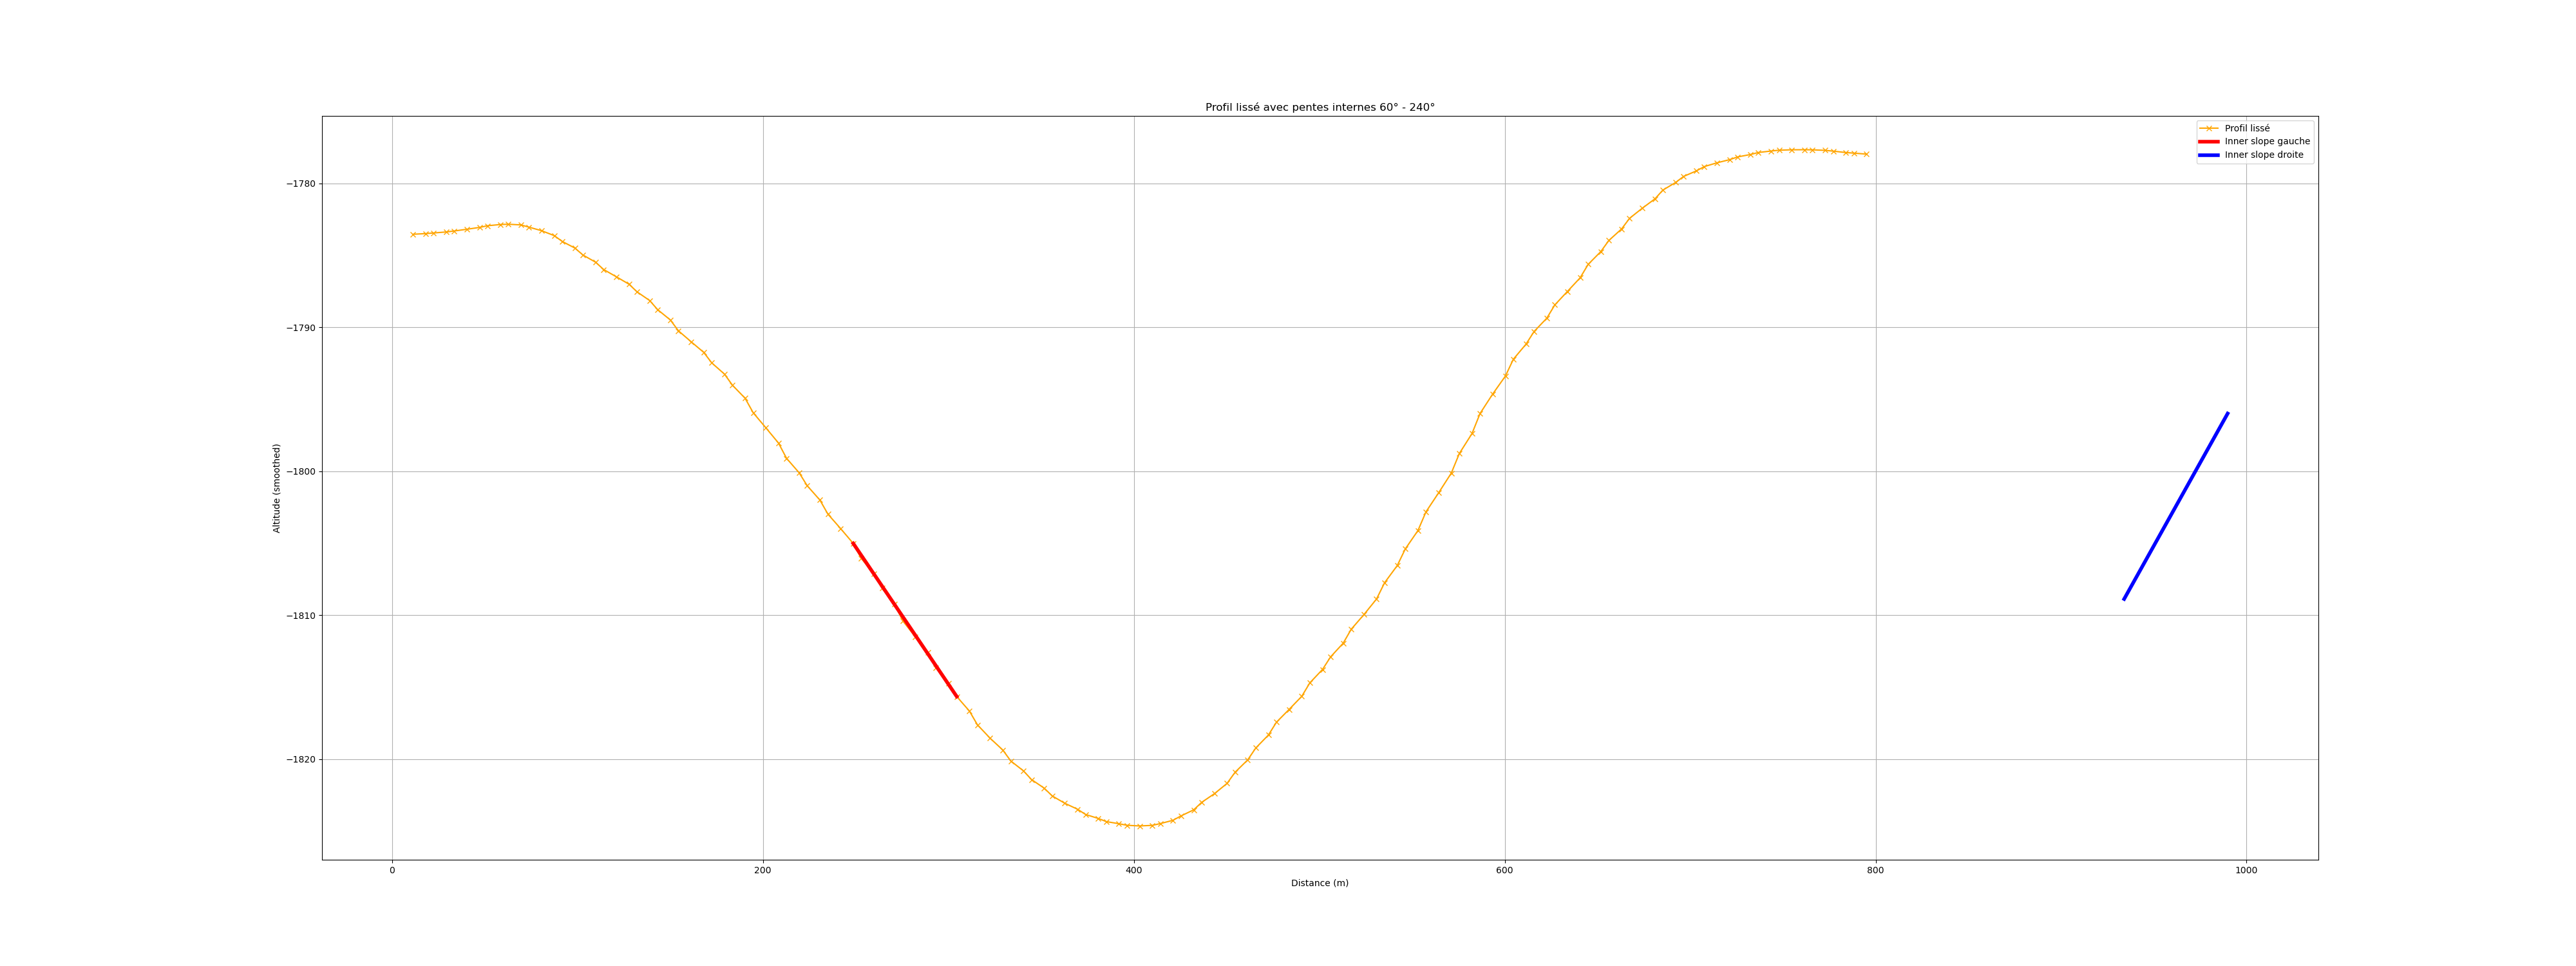 Profil lissé avec pentes internes 60° - 240°
Profil lissé
Inner slope gauche
Inner slope droite
Altitude (smoothed)
−1780
−1790
−1800
−1810
−1820
0
200
400
600
800
1000
Distance (m)